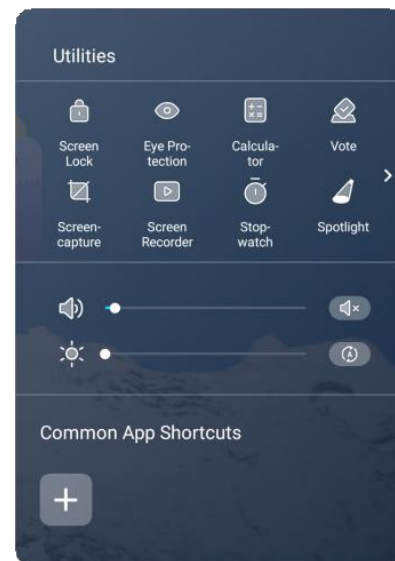 Utilities
Screen
Lock
Eye Pro-
tection
Calcula-
tor
Vote
Screen-
capture
Screen
Recorder
Stop-
watch
Spotlight
Common App Shortcuts